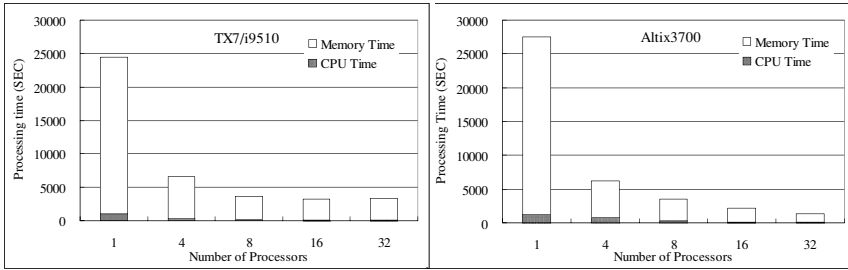 TX7/i9510
Processing time (SEC)
30000
25000
20000
15000
10000
5000
0
Memory Time
CPU Time
1 4 8 16 32
Number of Processors
Altix3700
Processing Time (SEC)
30000
25000
20000
15000
10000
5000
0
Memory Time
CPU Time
1 4 8 16 32
Number of Processors